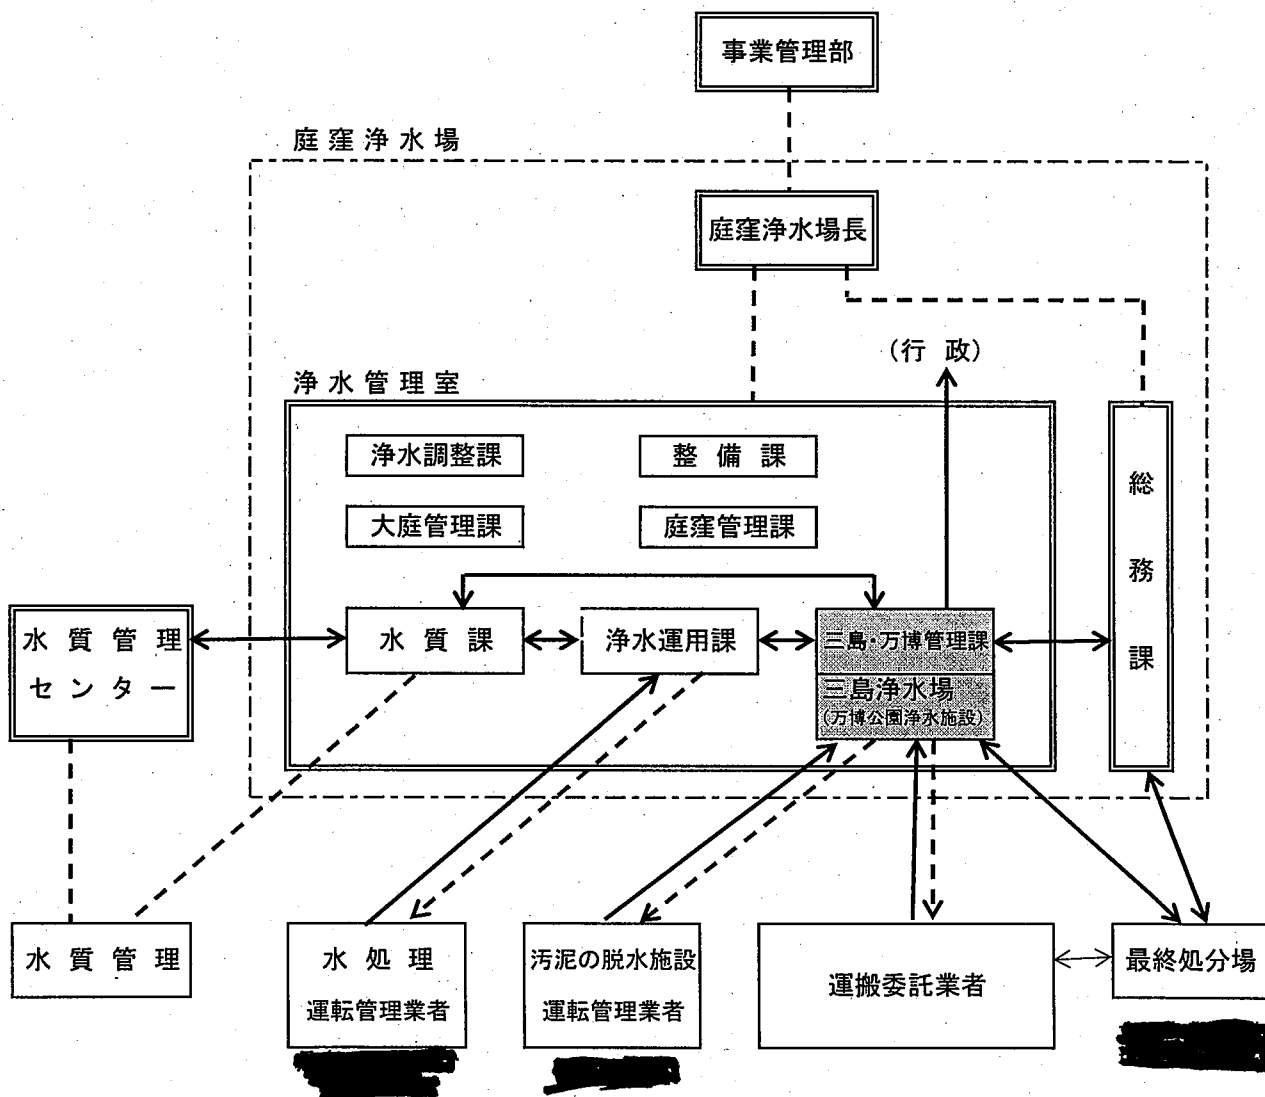 事業管理部
庭窪浄水場
庭窪浄水場長
(行 政)
浄水管理室
浄水調整課
整 備 課
大庭管理課
庭窪管理課
総務課
水 質 管 理
センター
水 質 課
浄水運用課
三島・万博管理課
三島浄水場
(万博公園浄水施設)
水 質 管 理
水 処 理
運転管理業者
汚泥の脱水施設
運転管理業者
運搬委託業者
最終処分場